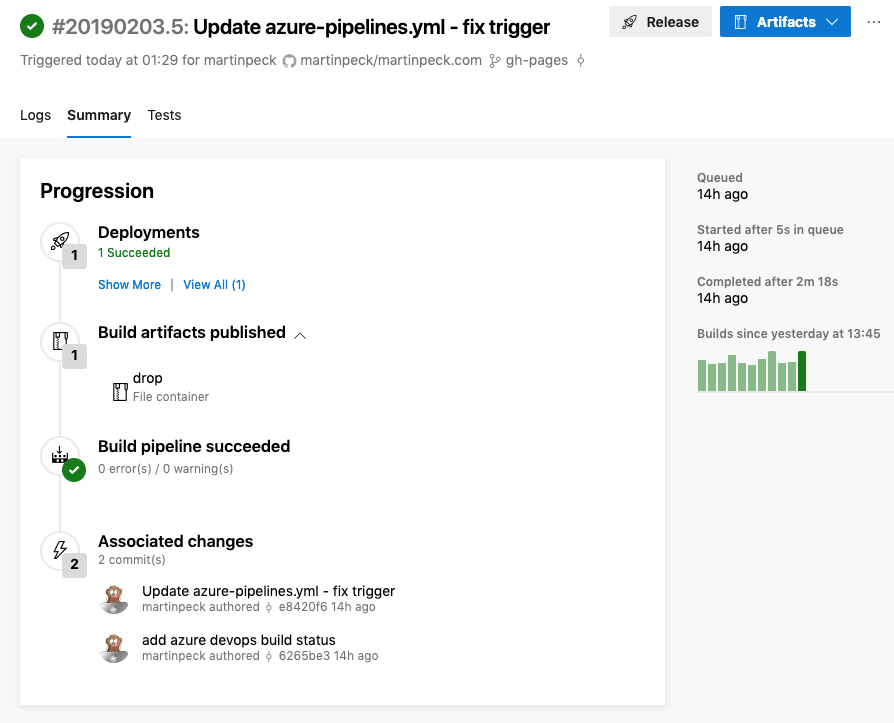 #20190203.5: Update azure-pipelines.yml - fix trigger
Release
Artifacts
Triggered today at 01:29 for martinpeck martinpeck/martinpeck.com gh-pages
Logs Summary Tests
Progression
Deployments
1
1 Succeeded
Show More | View All (1)
Build artifacts published
1
drop
File container
Build pipeline succeeded
0 error(s) / 0 warning(s)
Associated changes
2
2 commit(s)
Update azure-pipelines.yml - fix trigger
martinpeck authored e8420f6 14h ago
add azure devops build status
martinpeck authored 6265be3 14h ago
Queued
14h ago
Started after 5s in queue
14h ago
Completed after 2m 18s
14h ago
Builds since yesterday at 13:45